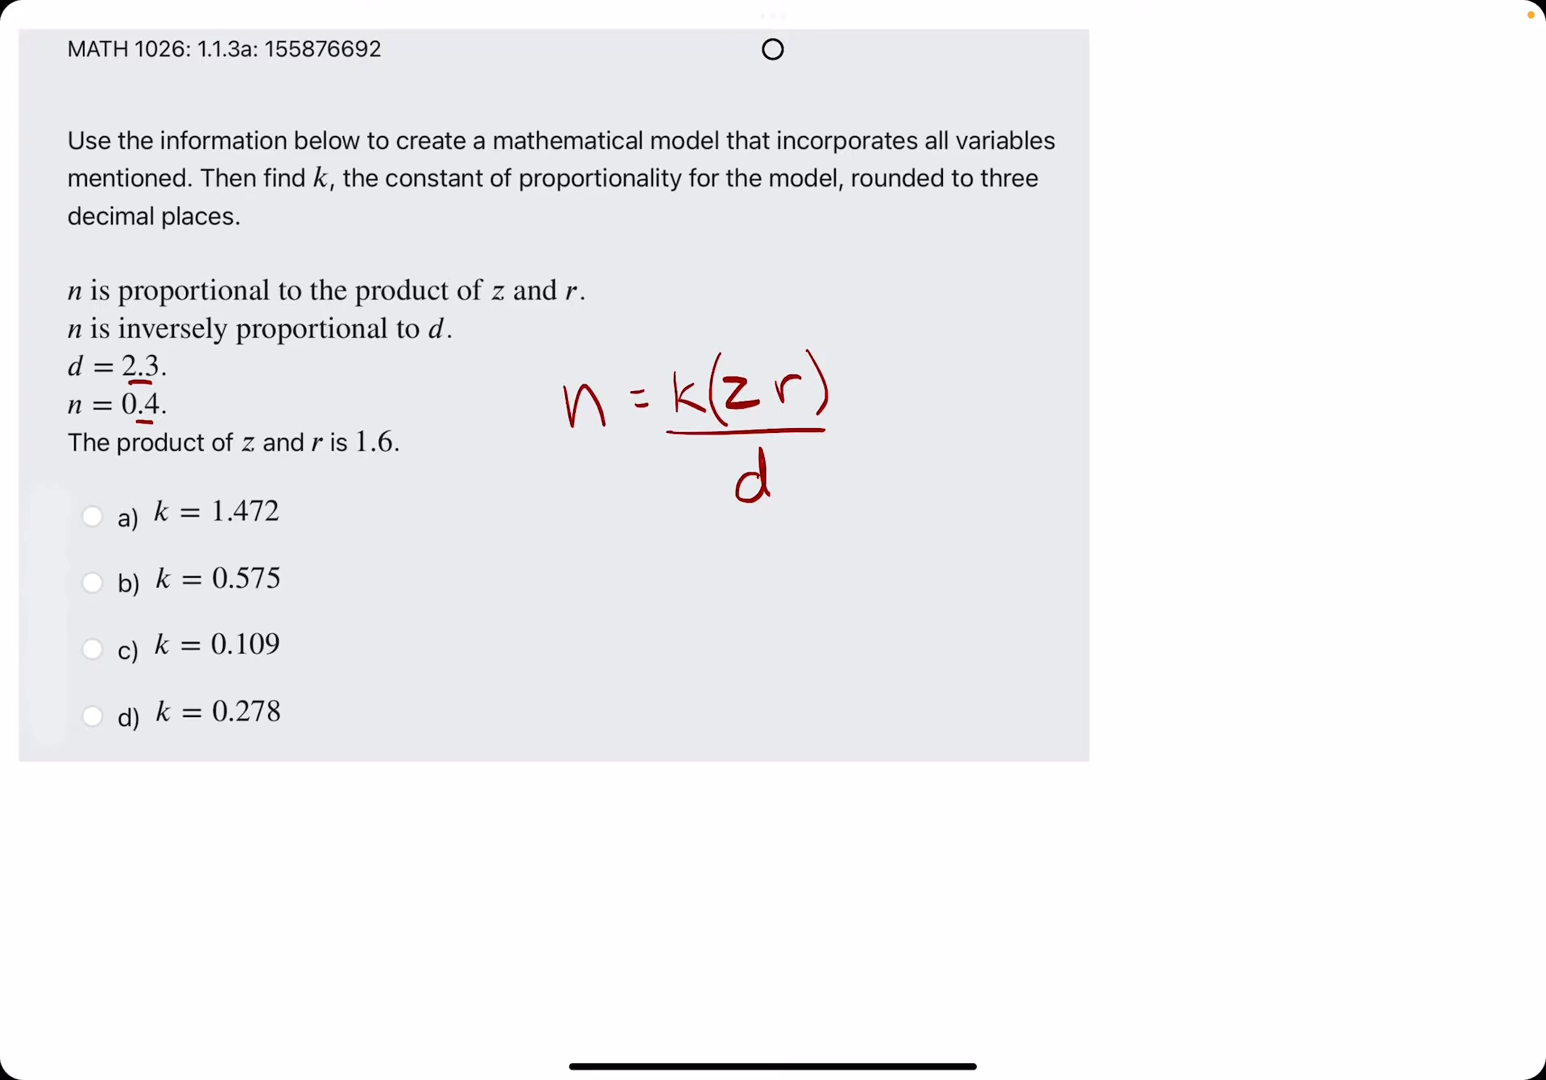 MATH 1026: 1.1.3a: 155876692
Use the information below to create a mathematical model that incorporates all variables
mentioned. Then find k, the constant of proportionality for the model, rounded to three
decimal places.
n is proportional to the product of z and r.
n is inversely proportional to d.
d = 2.3.
n = 0.4.
The product of z and r is 1.6.
n = k(z r)
d
a) k = 1.472
b) k = 0.575
c) k = 0.109
d) k = 0.278